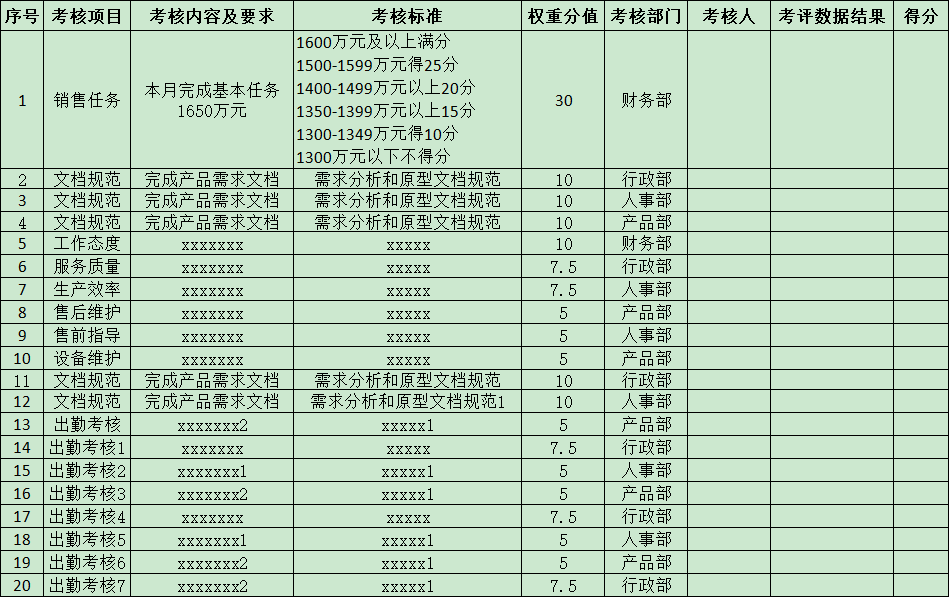 序号 考核项目 考核内容及要求 考核标准 权重分值 考核部门 考核人 考评数据结果 得分
1 销售任务 本月完成基本任务 1650万元 30 财务部
1600万元及以上满分
1500-1599万元得25分
1400-1499万元以上20分
1350-1399万元以上15分
1300-1349万元得10分
1300万元以下不得分
2 文档规范 完成产品需求文档 需求分析和原型文档规范 10 行政部
3 文档规范 完成产品需求文档 需求分析和原型文档规范 10 人事部
4 文档规范 完成产品需求文档 需求分析和原型文档规范 10 产品部
5 工作态度 xxxxxxx xxxxx 10 财务部
6 服务质量 xxxxxxx xxxxx 7.5 行政部
7 生产效率 xxxxxxx xxxxx 7.5 人事部
8 售后维护 xxxxxxx xxxxx 5 产品部
9 售前指导 xxxxxxx xxxxx 5 人事部
10 设备维护 xxxxxxx xxxxx 5 产品部
11 文档规范 完成产品需求文档 需求分析和原型文档规范 10 行政部
12 文档规范 完成产品需求文档 需求分析和原型文档规范1 10 人事部
13 出勤考核 xxxxxxx2 xxxxx1 5 产品部
14 出勤考核1 xxxxxxx xxxxx 7.5 行政部
15 出勤考核2 xxxxxxx1 xxxxx1 5 人事部
16 出勤考核3 xxxxxxx2 xxxxx1 5 产品部
17 出勤考核4 xxxxxxx xxxxx 7.5 行政部
18 出勤考核5 xxxxxxx1 xxxxx1 5 人事部
19 出勤考核6 xxxxxxx2 xxxxx1 5 产品部
20 出勤考核7 xxxxxxx2 xxxxx1 7.5 行政部